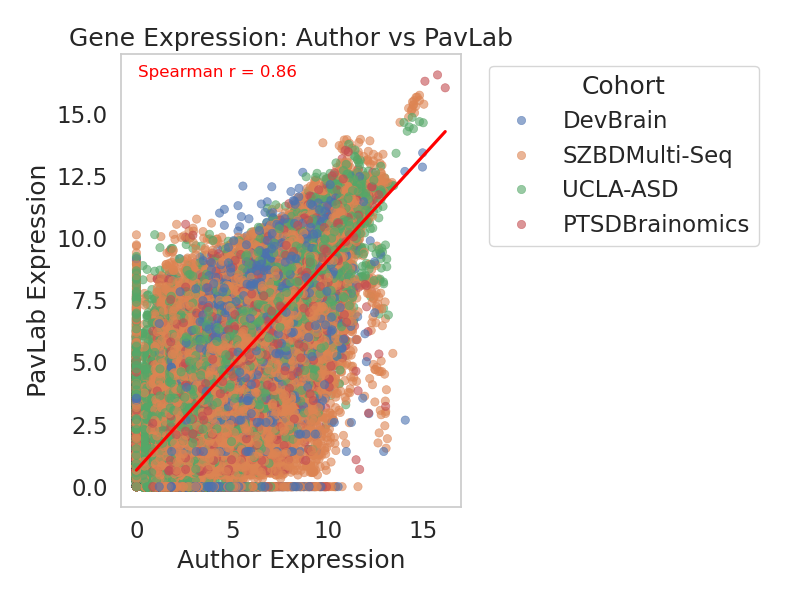 Gene Expression: Author vs PavLab
Spearman r = 0.86
Cohort
DevBrain
SZBDMulti-Seq
UCLA-ASD
PTSDBrainomics
PavLab Expression
15.0
12.5
10.0
7.5
5.0
2.5
0.0
0 5 10 15
Author Expression